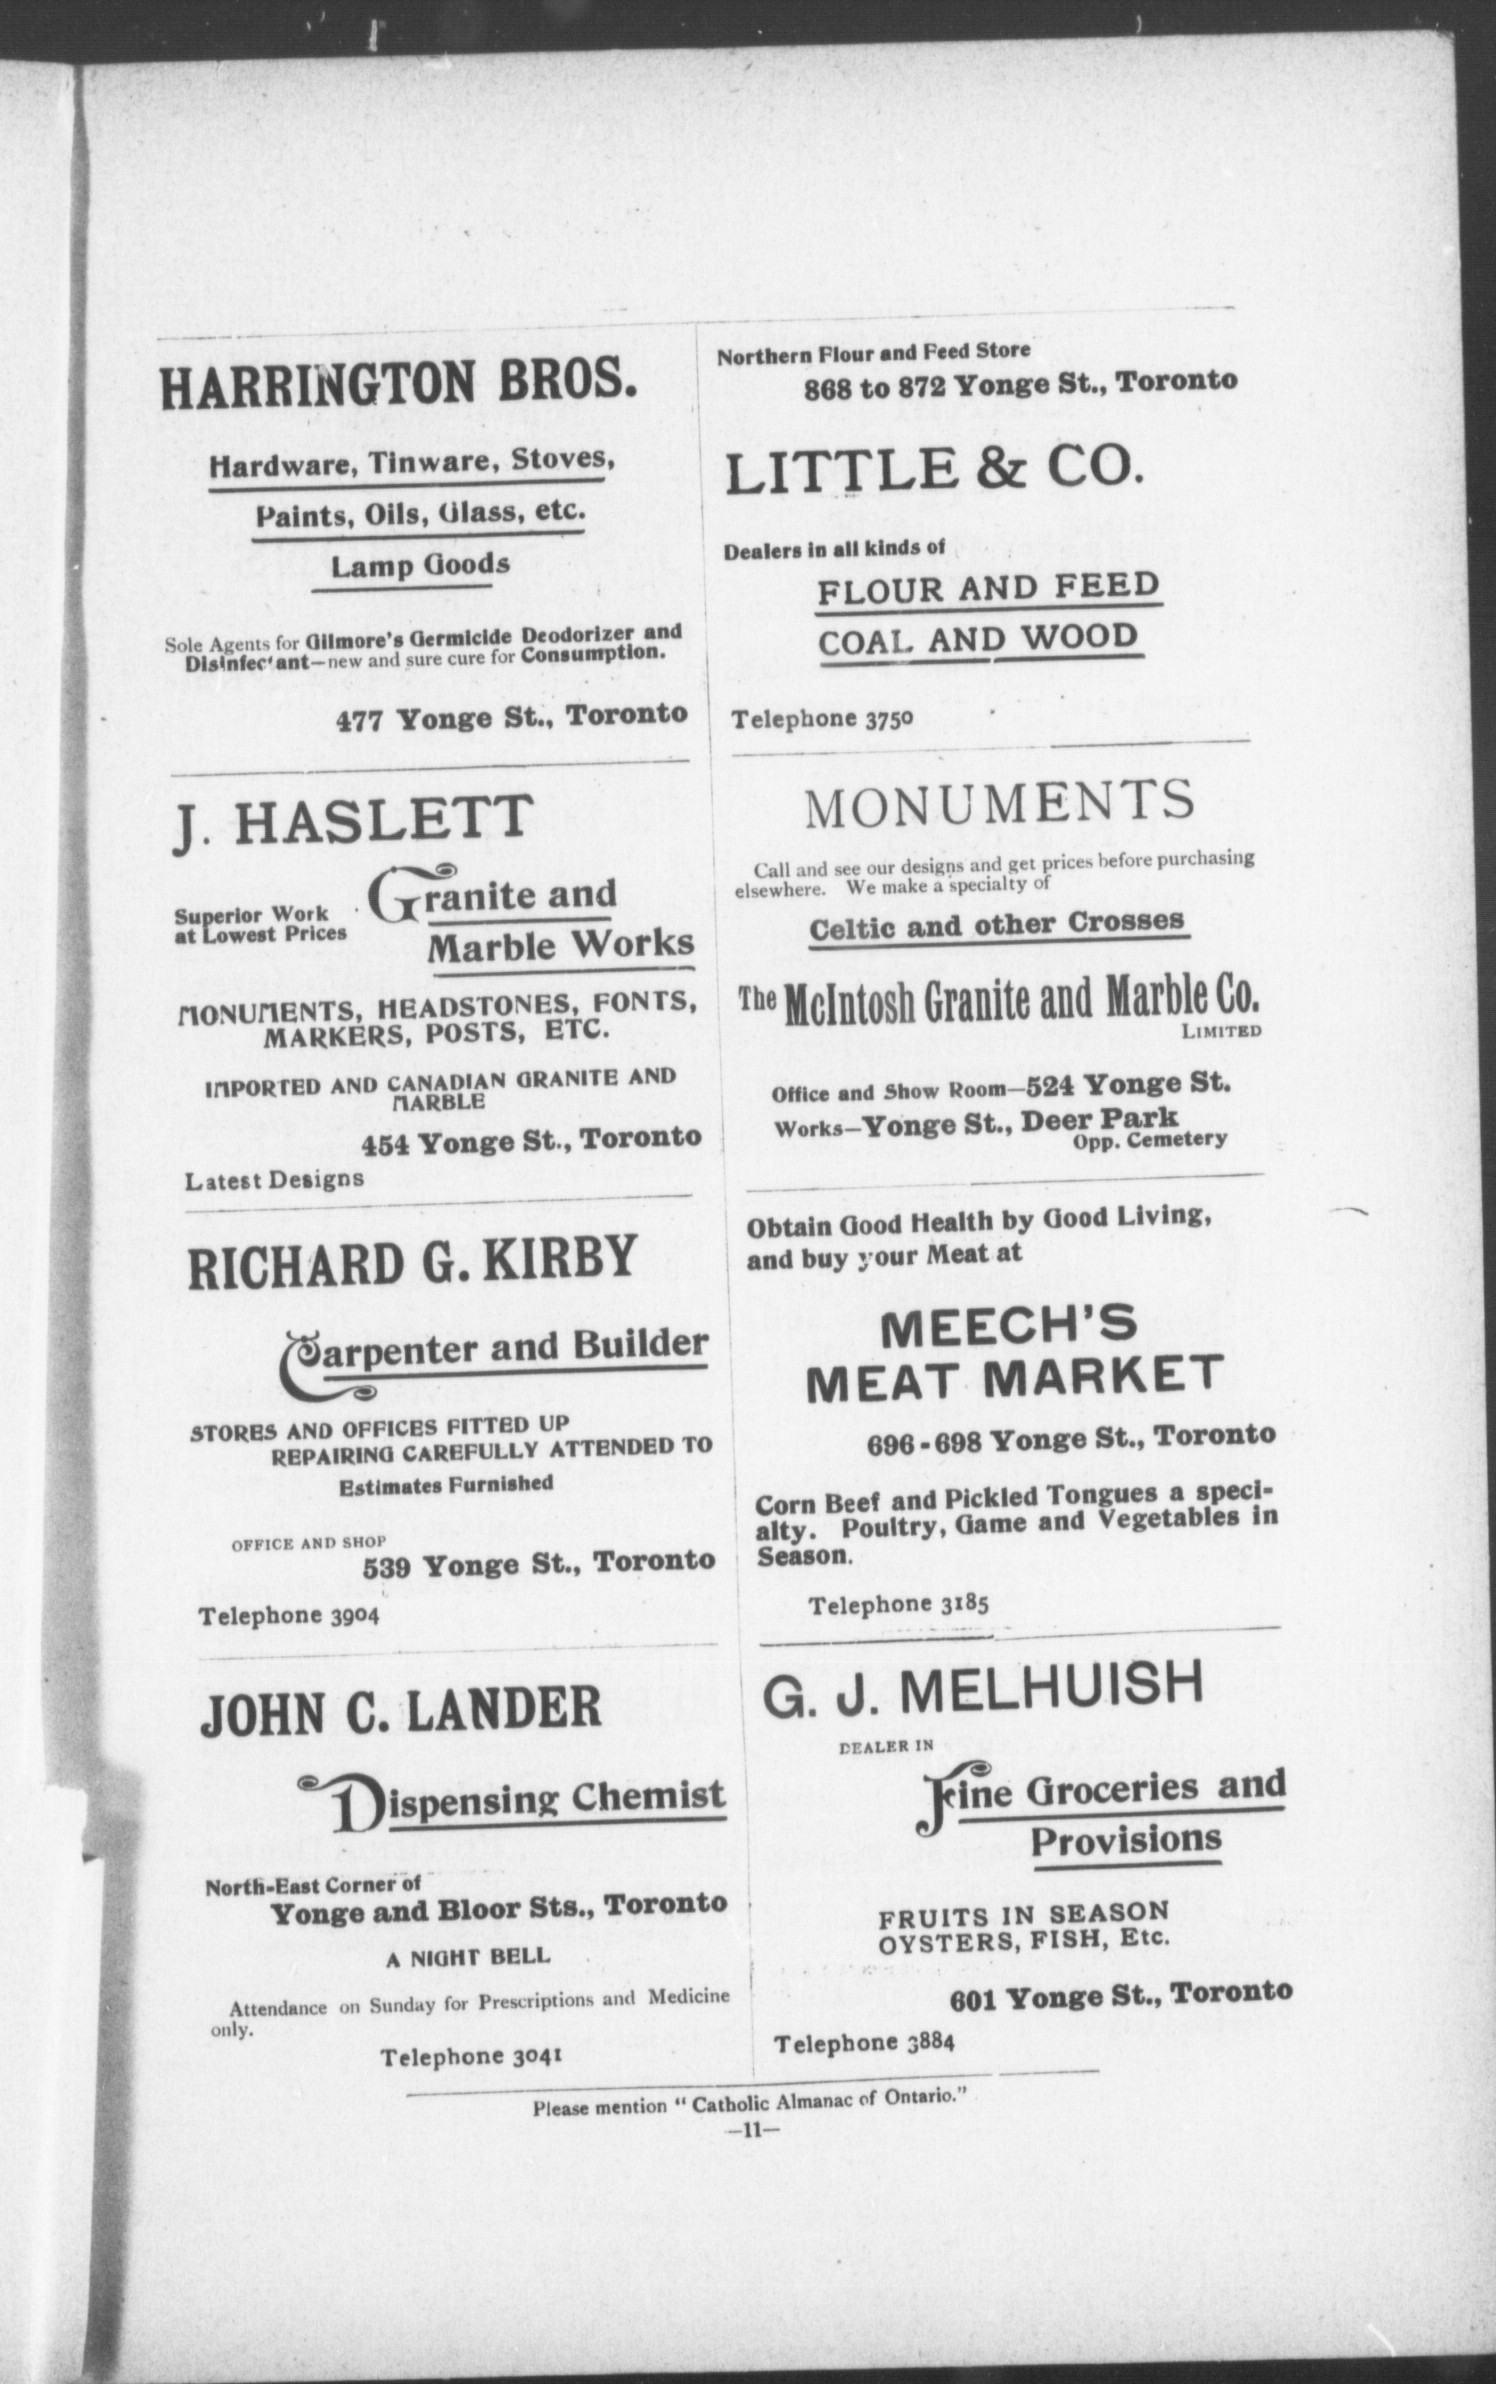 HARRINGTON BROS.
Hardware, Tinware, Stoves,
Paints, Oils, Glass, etc.
Lamp Goods
Sole Agents for Gilmore's Germicide Deodorizer and
Disinfectant—new and sure cure for Consumption.
477 Yonge St., Toronto
J. HASLETT
Superior Work
at Lowest Prices
Granite and
Marble Works
MONUMENTS, HEADSTONES, FONTS,
MARKERS, POSTS, ETC.
IMPORTED AND CANADIAN GRANITE AND
MARBLE
454 Yonge St., Toronto
Latest Designs
RICHARD G. KIRBY
Carpenter and Builder
STORES AND OFFICES FITTED UP
REPAIRING CAREFULLY ATTENDED TO
Estimates Furnished
OFFICE AND SHOP
539 Yonge St., Toronto
Telephone 3904
JOHN C. LANDER
Dispensing Chemist
North-East Corner of
Yonge and Bloor Sts., Toronto
A NIGHT BELL
Attendance on Sunday for Prescriptions and Medicine
only.
Telephone 3041
Northern Flour and Feed Store
868 to 872 Yonge St., Toronto
LITTLE & CO.
Dealers in all kinds of
FLOUR AND FEED
COAL AND WOOD
Telephone 3750
MONUMENTS
Call and see our designs and get prices before purchasing
elsewhere. We make a specialty of
Celtic and other Crosses
The McIntosh Granite and Marble Co.
LIMITED
Office and Show Room—524 Yonge St.
Works—Yonge St., Deer Park
Opp. Cemetery
Obtain Good Health by Good Living,
and buy your Meat at
MEECH'S
MEAT MARKET
696-698 Yonge St., Toronto
Corn Beef and Pickled Tongues a speci-
alty. Poultry, Game and Vegetables in
Season.
Telephone 3185
G. J. MELHUISH
DEALER IN
Fine Groceries and
Provisions
FRUITS IN SEASON
OYSTERS, FISH, Etc.
601 Yonge St., Toronto
Telephone 3884
Please mention "Catholic Almanac of Ontario."
—11—